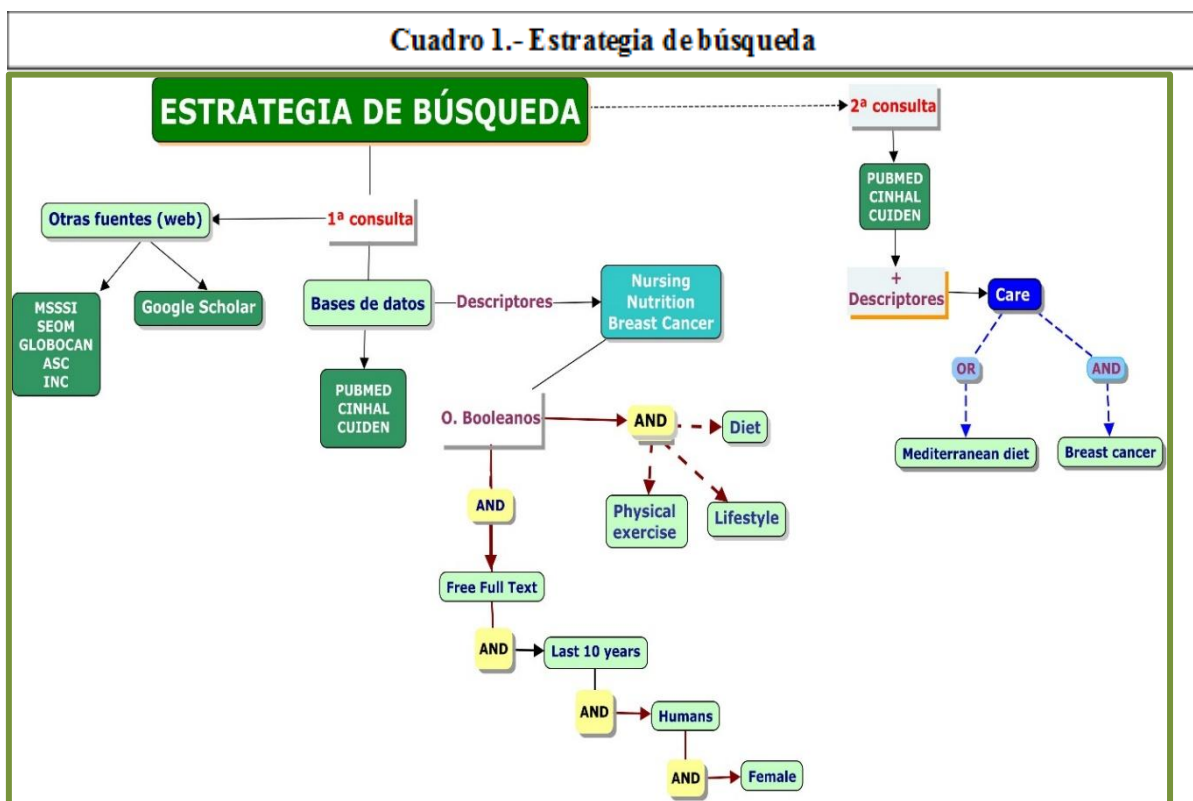 Cuadro 1.- Estrategia de búsqueda
ESTRATEGIA DE BÚSQUEDA
2ª consulta
PUBMED
CINHAL
CUIDEN
+
Descriptores
Care
OR
AND
Mediterranean diet
Breast cancer
1ª consulta
Otras fuentes (web)
MSSSI
SEOM
GLOBOCAN
ASC
INC
Google Scholar
Bases de datos
Descriptores
Nursing
Nutrition
Breast Cancer
PUBMED
CINHAL
CUIDEN
O. Booleanos
AND
Diet
Physical
exercise
Lifestyle
AND
Free Full Text
AND
Last 10 years
AND
Humans
AND
Female